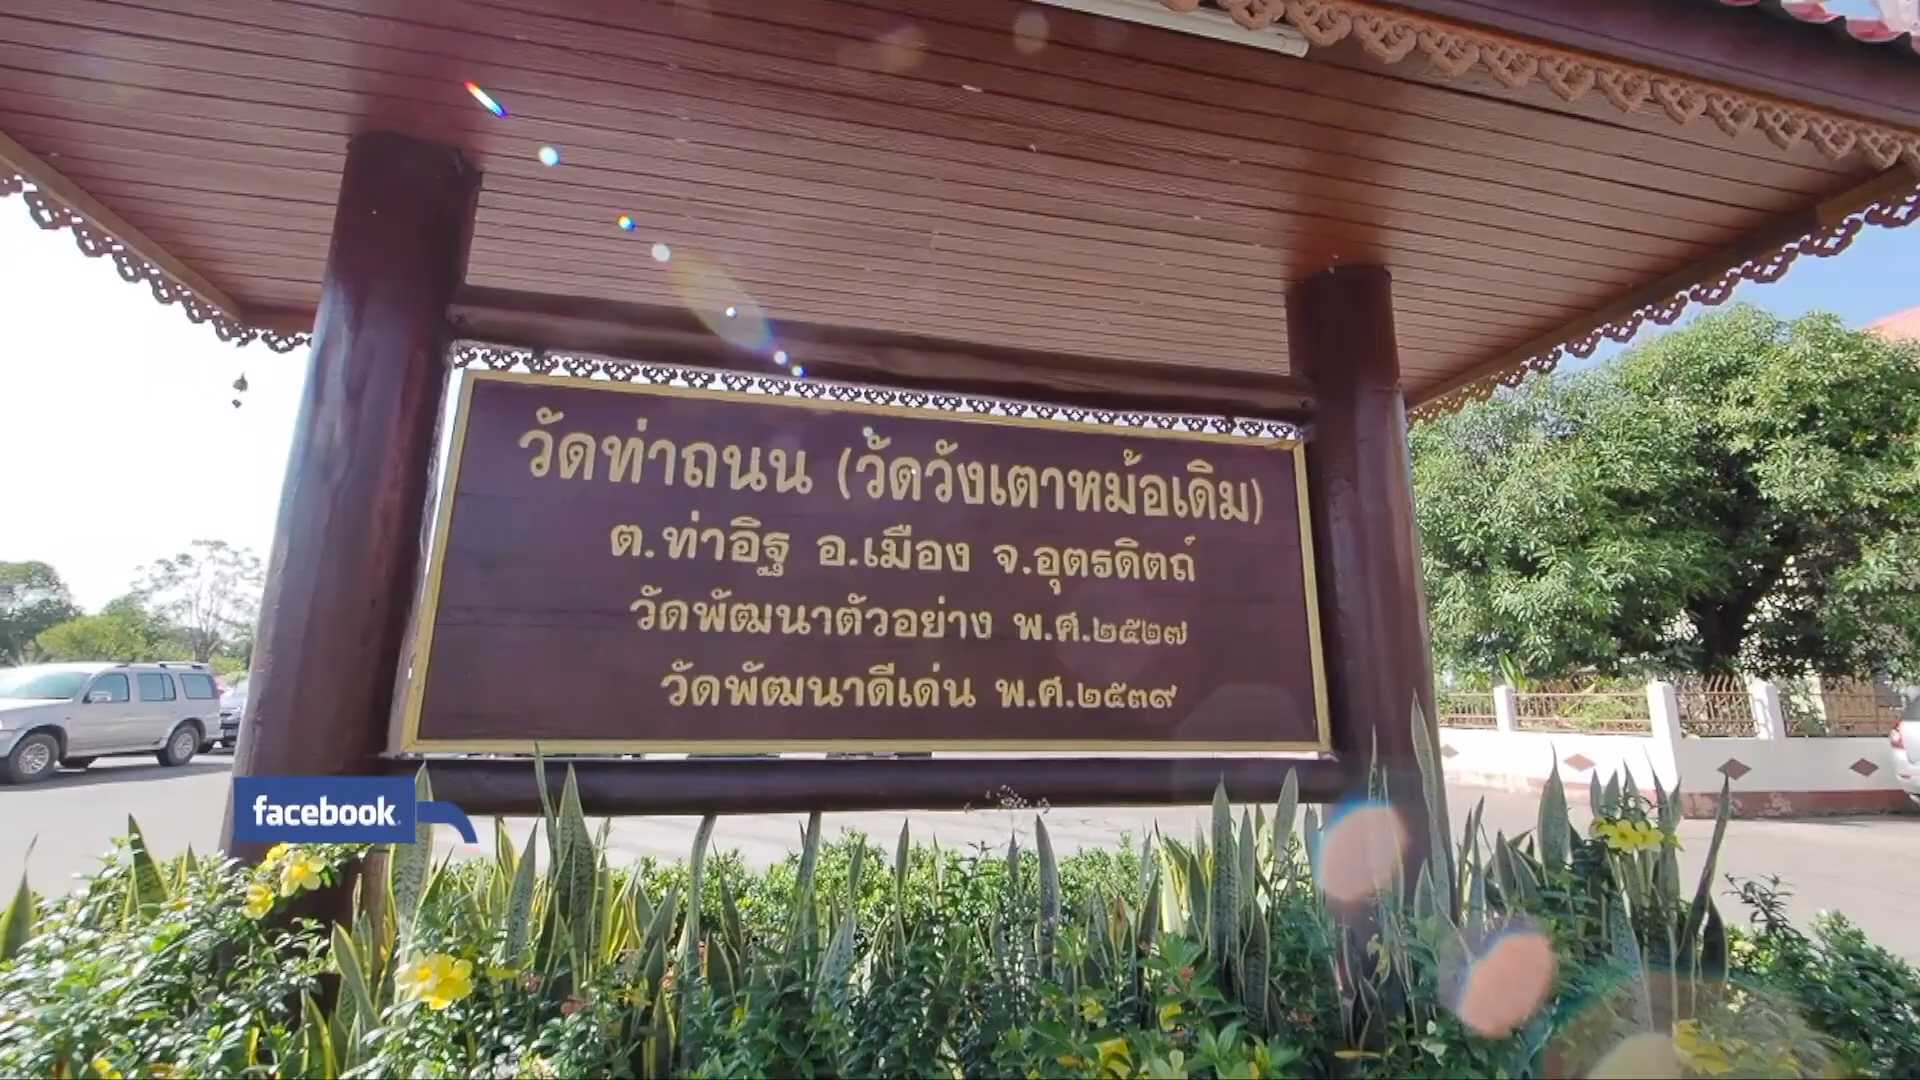 วัดท่าถนน (วัดวังเตาหม้อเดิม)
ต.ท่าอิฐ อ.เมือง จ.อุตรดิตถ์
วัดพัฒนาตัวอย่าง พ.ศ.๒๕๒๗
วัดพัฒนาดีเด่น พ.ศ.๒๕๓๙
facebook